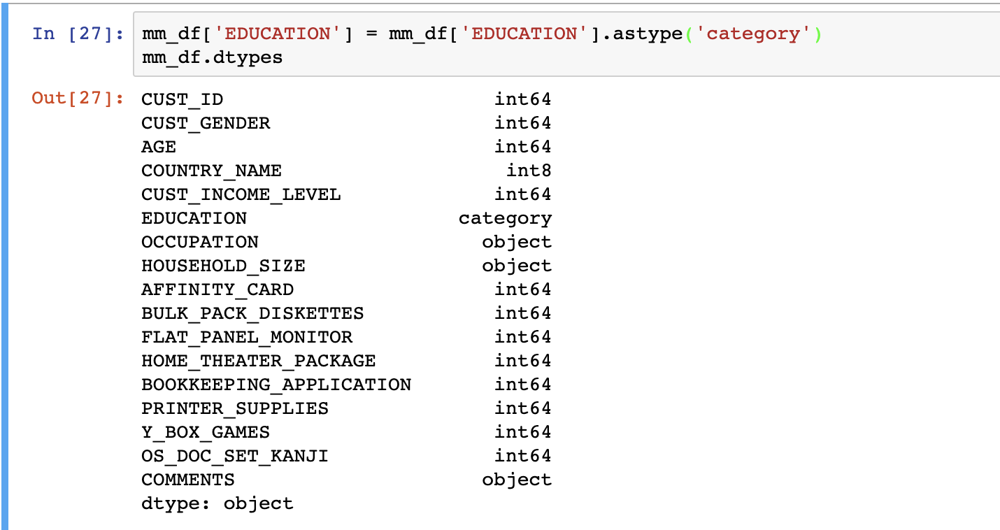 In [27]: mm_df['EDUCATION'] = mm_df['EDUCATION'].astype('category')
mm_df.dtypes
Out[27]: CUST_ID int64
CUST_GENDER int64
AGE int64
COUNTRY_NAME int8
CUST_INCOME_LEVEL int64
EDUCATION category
OCCUPATION object
HOUSEHOLD_SIZE object
AFFINITY_CARD int64
BULK_PACK_DISKETTES int64
FLAT_PANEL_MONITOR int64
HOME_THEATER_PACKAGE int64
BOOKKEEPING_APPLICATION int64
PRINTER_SUPPLIES int64
Y_BOX_GAMES int64
OS_DOC_SET_KANJI int64
COMMENTS object
dtype: object